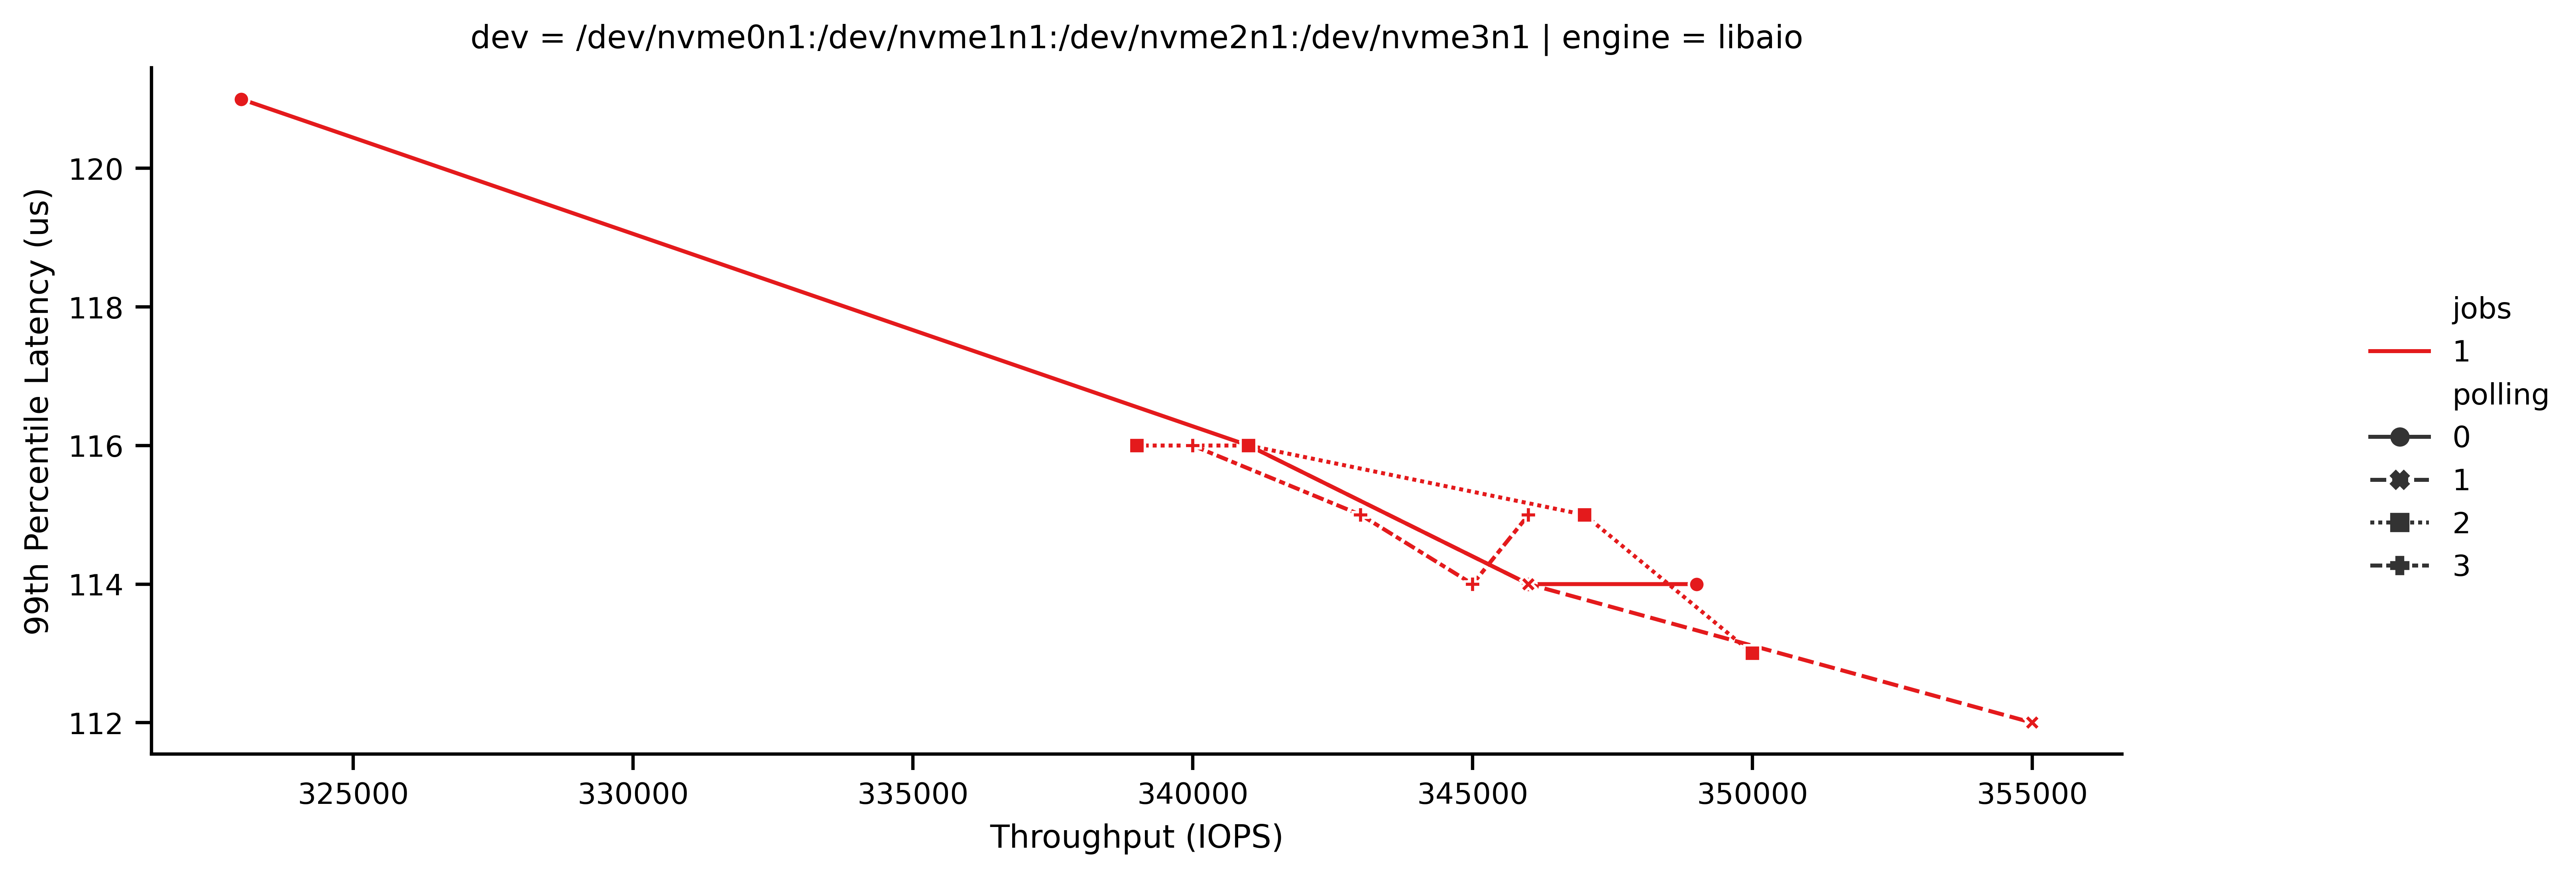 dev = /dev/nvme0n1:/dev/nvme1n1:/dev/nvme2n1:/dev/nvme3n1 | engine = libaio
99th Percentile Latency (us)
120
118
116
114
112
325000 330000 335000 340000 345000 350000 355000
Throughput (IOPS)
jobs
1
polling
0
1
2
3